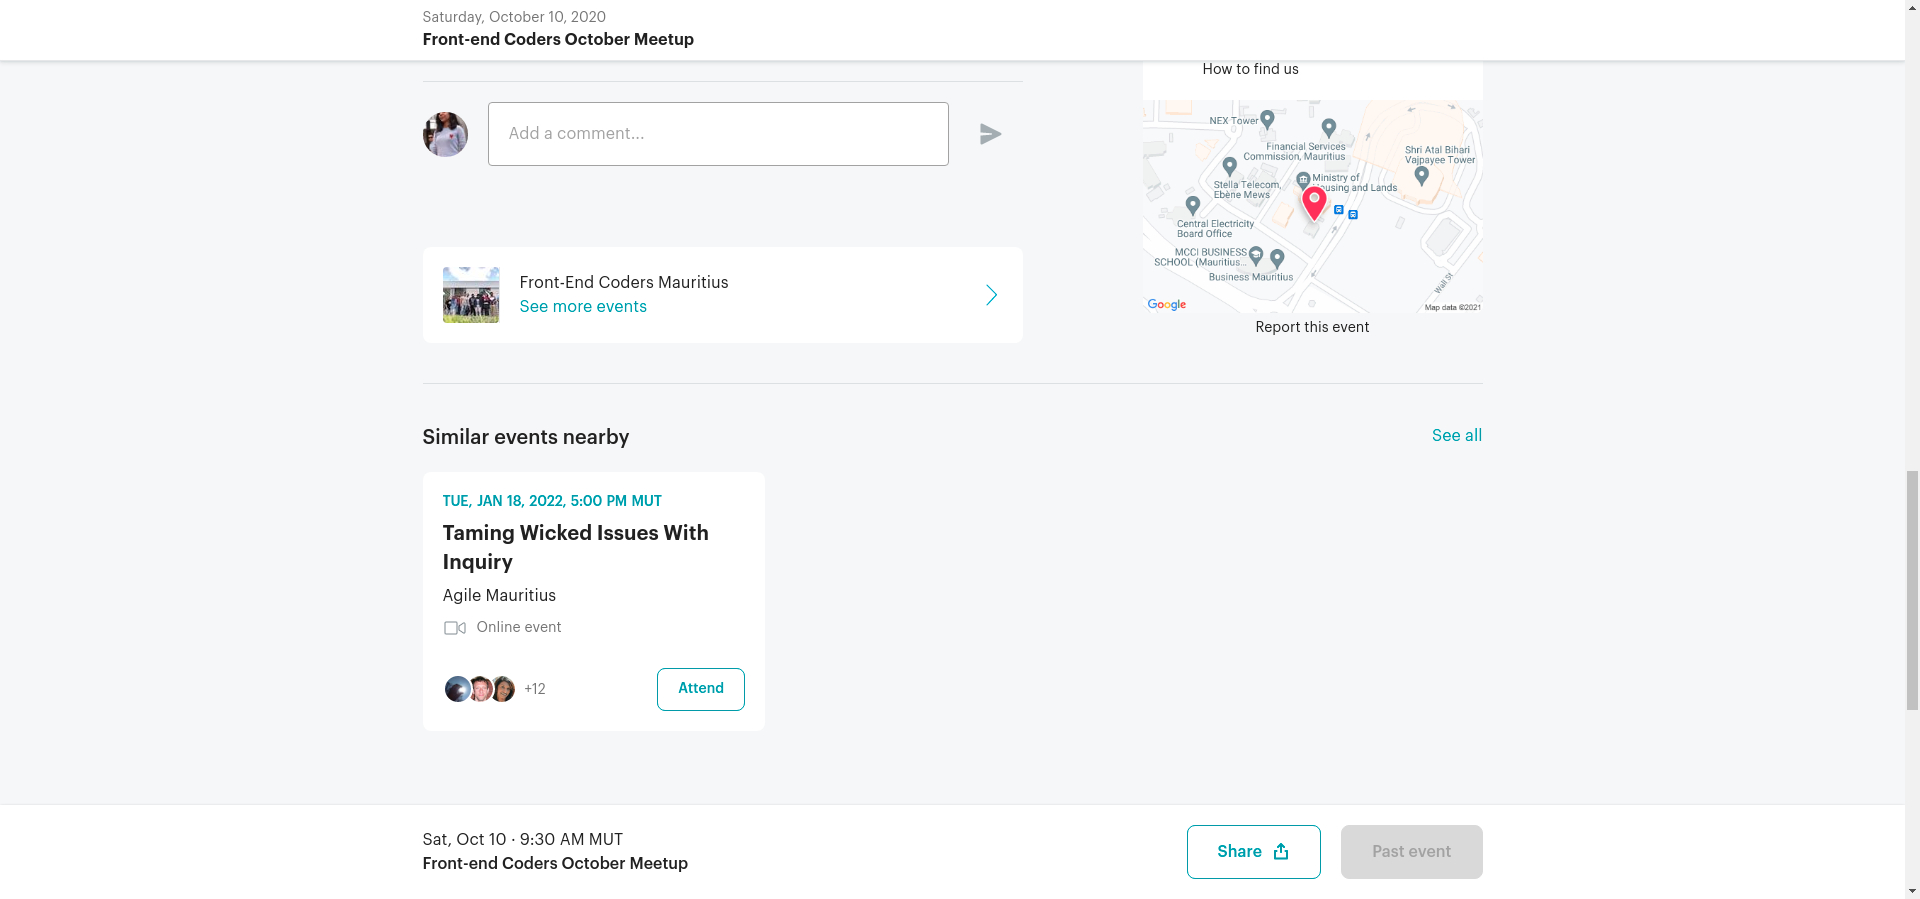 Saturday, October 10, 2020
Front-end Coders October Meetup
How to find us
Add a comment...
NEX Tower
Financial Services
Commission, Mauritius
Shri Atal Bihari
Vajpayee Tower
Stella Telecom,
Ebène Mews
Ministry of
ousing and Lands
Central Electricity
Board Office
MCCI BUSINESS
SCHOOL (Mauritius...
Business Mauritius
Wall St
Google
Map data ©2021
Report this event
Front-End Coders Mauritius
See more events
Similar events nearby
See all
TUE, JAN 18, 2022, 5:00 PM MUT
Taming Wicked Issues With
Inquiry
Agile Mauritius
Online event
+12
Attend
Sat, Oct 10 · 9:30 AM MUT
Front-end Coders October Meetup
Share
Past event